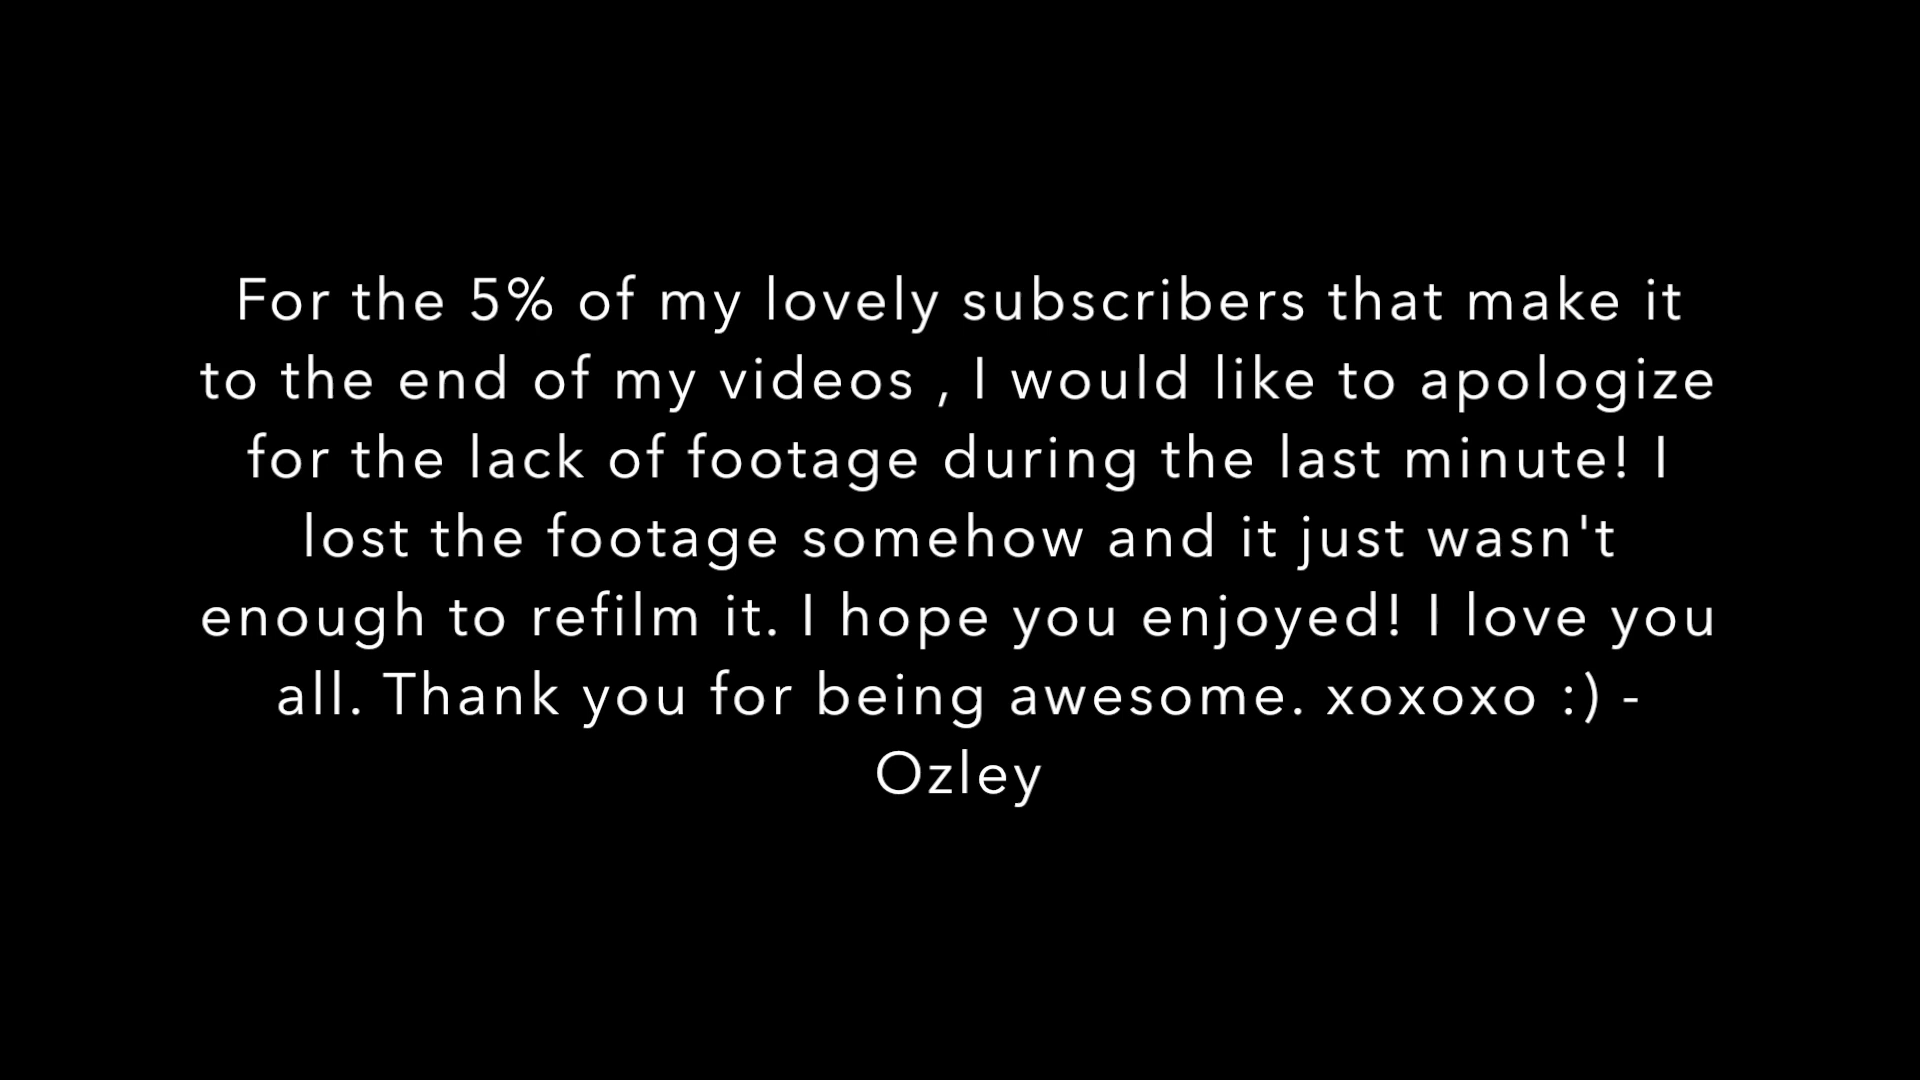 For the 5% of my lovely subscribers that make it
to the end of my videos , I would like to apologize
for the lack of footage during the last minute! I
lost the footage somehow and it just wasn't
enough to refilm it. I hope you enjoyed! I love you
all. Thank you for being awesome. xoxoxo :) -
Ozley